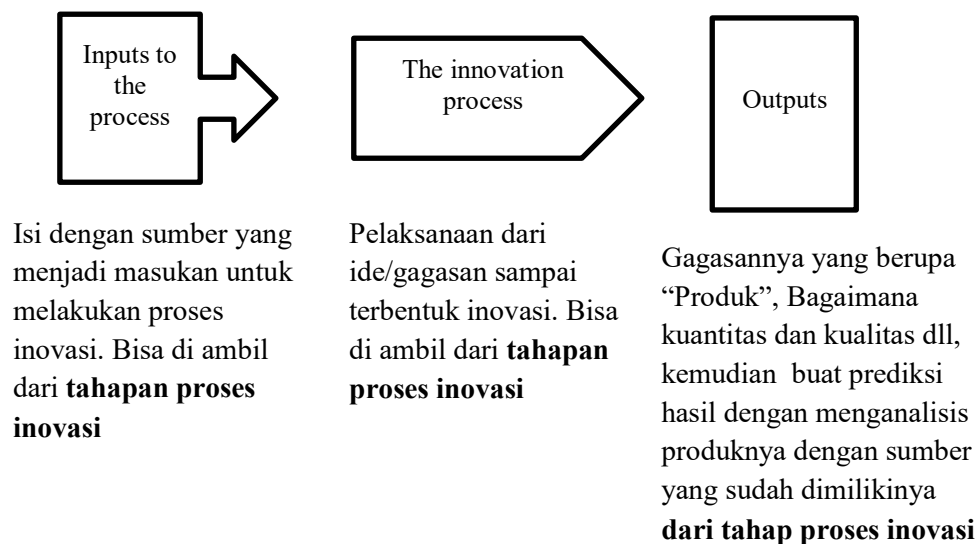 Inputs to
the
process
The innovation
process
Outputs
Isi dengan sumber yang
menjadi masukan untuk
melakukan proses
inovasi. Bisa di ambil
dari tahapan proses
inovasi
Pelaksanaan dari
ide/gagasan sampai
terbentuk inovasi. Bisa
di ambil dari tahapan
proses inovasi
Gagasannya yang berupa
“Produk”, Bagaimana
kuantitas dan kualitas dll,
kemudian  buat prediksi
hasil dengan menganalisis
produknya dengan sumber
yang sudah dimilikinya
dari tahap proses inovasi